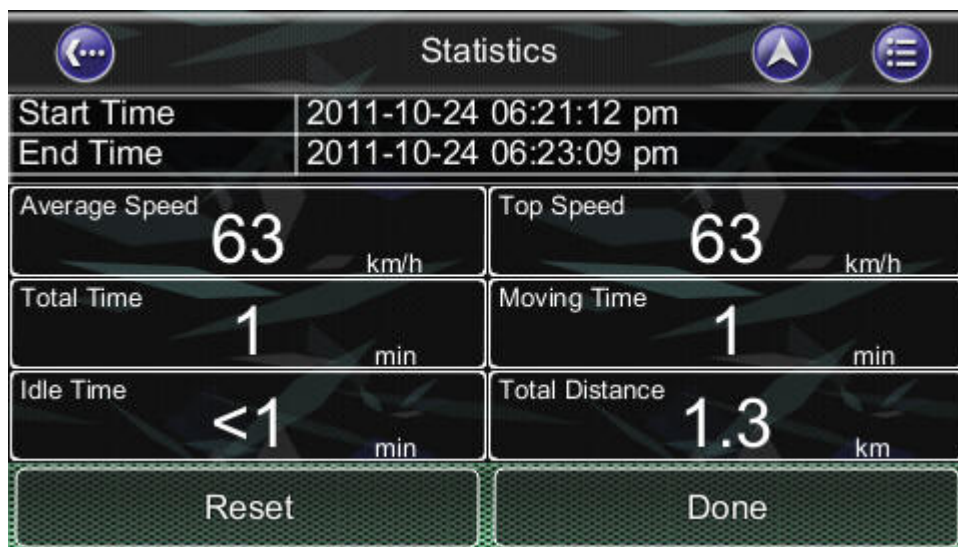 Statistics
Start Time 2011-10-24 06:21:12 pm
End Time 2011-10-24 06:23:09 pm
Average Speed 63 km/h
Top Speed 63 km/h
Total Time 1 min
Moving Time 1 min
Idle Time <1 min
Total Distance 1.3 km
Reset
Done